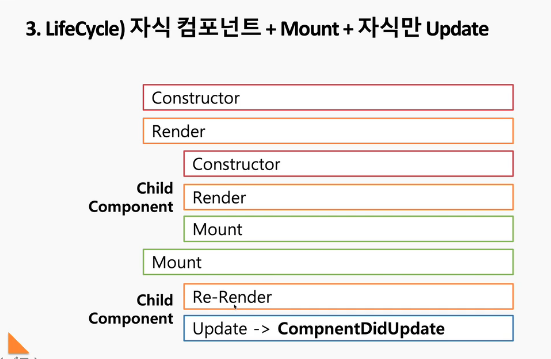 3. LifeCycle) 자식 컴포넌트 + Mount + 자식만 Update
Constructor
Render
Constructor
Child
Component
Render
Mount
Mount
Child
Component
Re-Render
Update -> CompnentDidUpdate